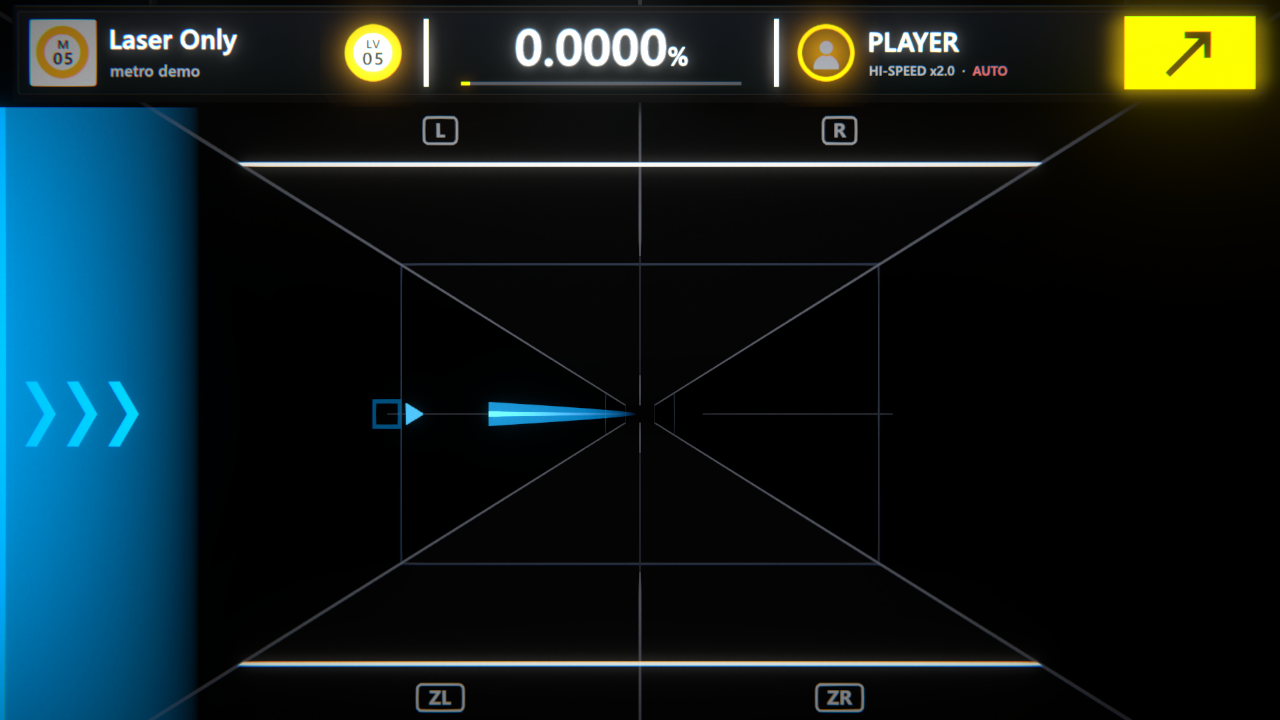 M
05
Laser Only
metro demo
LV
05
0.0000%
PLAYER
HI-SPEED x2.0 · AUTO
L
R
ZL
ZR